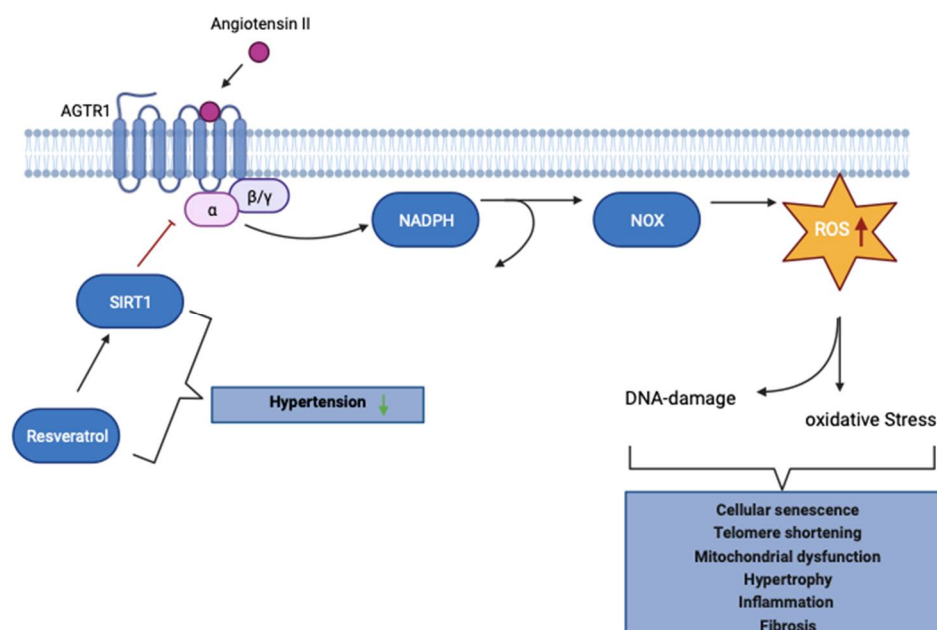 Angiotensin II
AGTR1
α
β/γ
NADPH
NOX
ROS
SIRT1
Resveratrol
Hypertension
DNA-damage
oxidative Stress
Cellular senescence
Telomere shortening
Mitochondrial dysfunction
Hypertrophy
Inflammation
Fibrosis